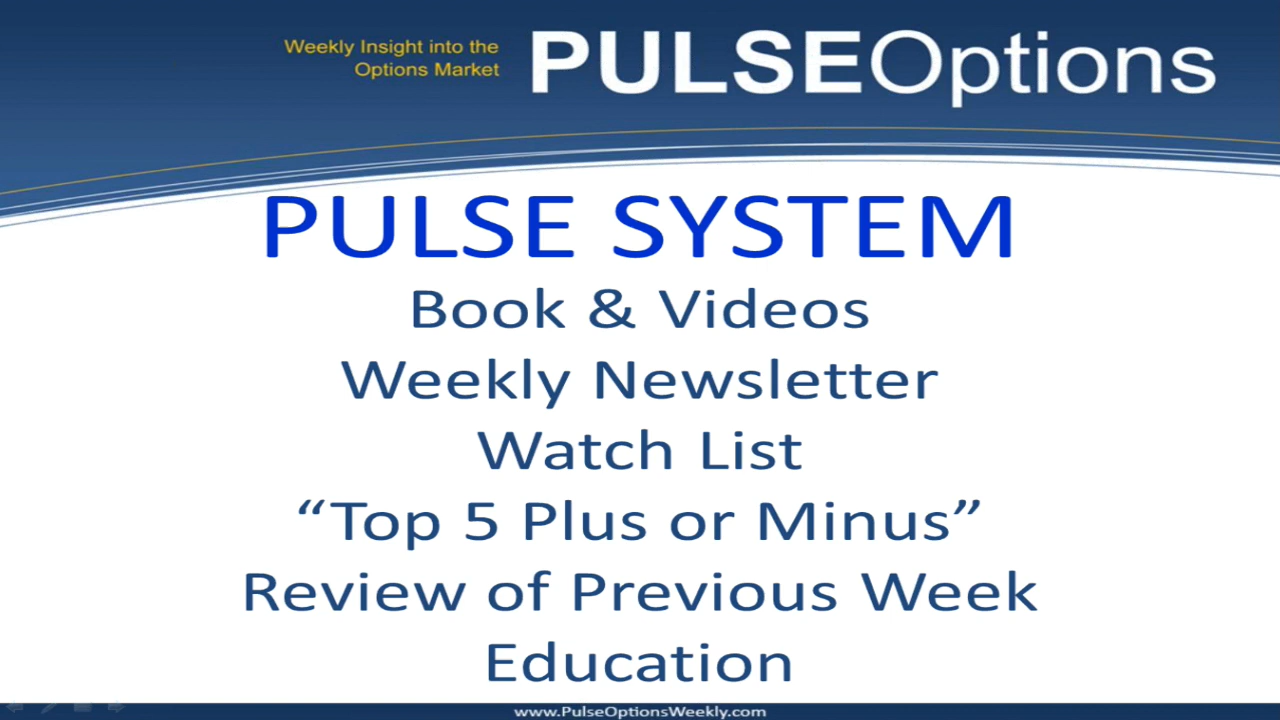 Weekly Insight into the
Options Market
PULSEOptions
PULSE SYSTEM
Book & Videos
Weekly Newsletter
Watch List
“Top 5 Plus or Minus”
Review of Previous Week
Education
www.PulseOptionsWeekly.com